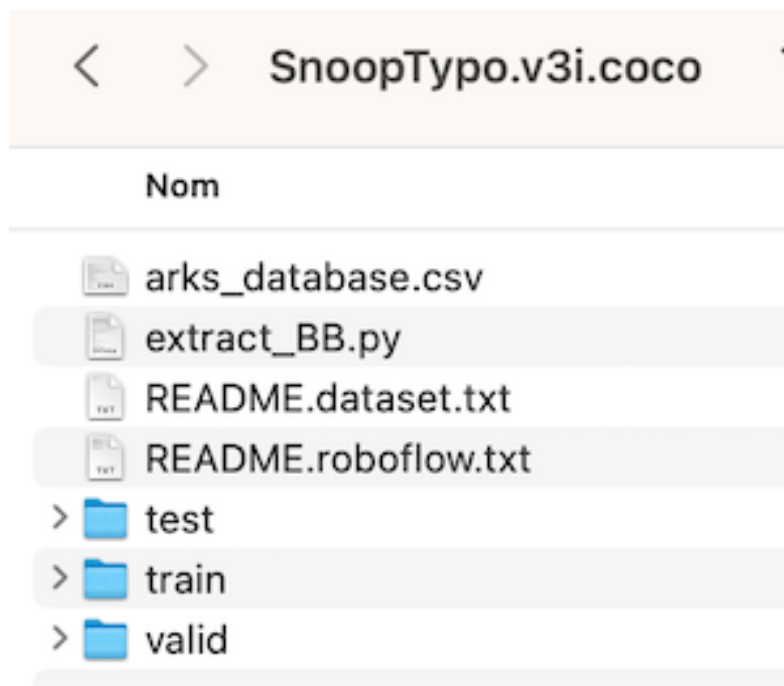 SnoopTypo.v3i.coco
Nom
arks_database.csv
extract_BB.py
README.dataset.txt
README.roboflow.txt
test
train
valid